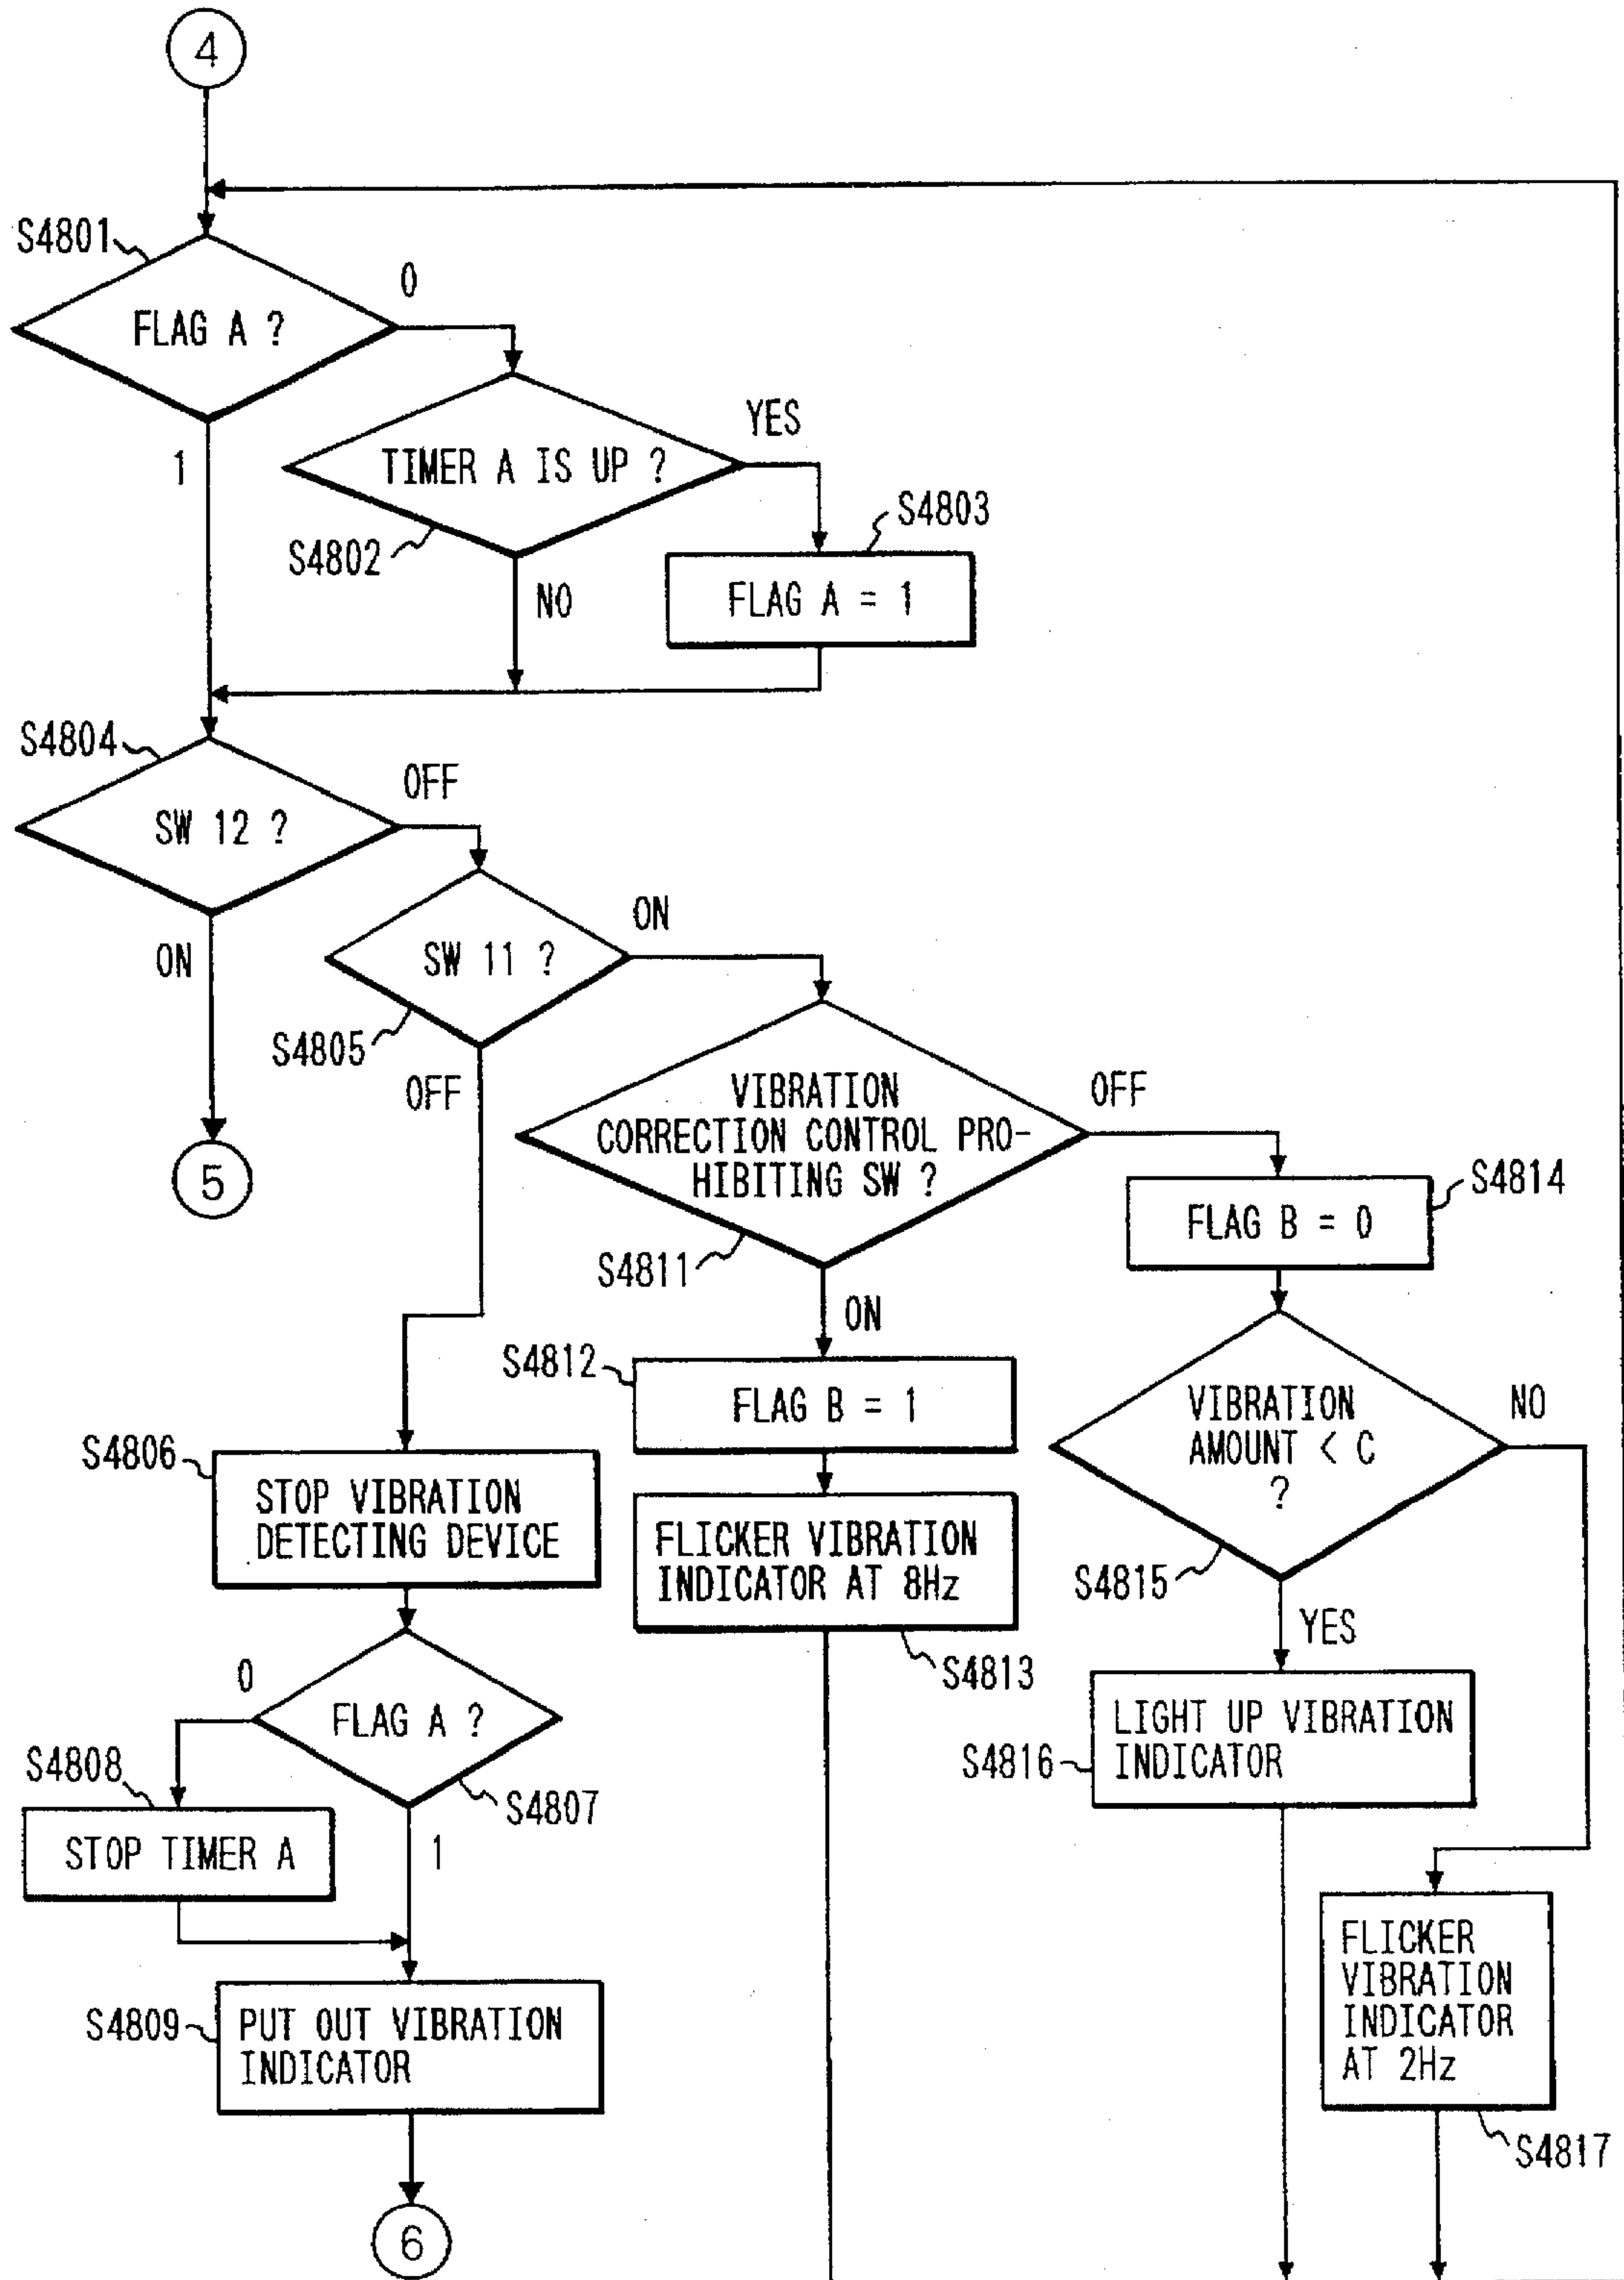 4
S4801
0
FLAG A ?
YES
1
TIMER A IS UP ?
S4803
S4802
NO
FLAG A = 1
S4804
OFF
SW 12 ?
ON
ON
SW 11 ?
S4805
OFF
VIBRATION
CORRECTION CONTROL PRO-
HIBITING SW ?
OFF
5
S4814
FLAG B = 0
S4811
ON
S4812
FLAG B = 1
VIBRATION
AMOUNT < C
?
NO
S4806
STOP VIBRATION
DETECTING DEVICE
FLICKER VIBRATION
INDICATOR AT 8Hz
S4815
YES
S4813
0
FLAG A ?
LIGHT UP VIBRATION
INDICATOR
S4816
S4808
S4807
STOP TIMER A
1
FLICKER
VIBRATION
INDICATOR
AT 2Hz
S4809
PUT OUT VIBRATION
INDICATOR
S4817
6